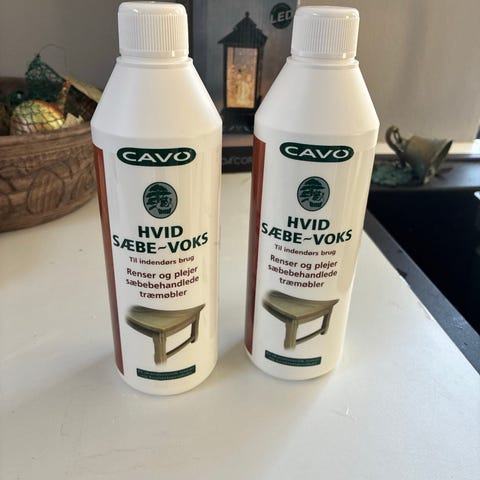 CAVO
HVID
SÆBE~VOKS
Til indendørs brug
Renser og plejer
sæbebehandlede
træmøbler
CAVO
HVID
SÆBE~VOKS
Til indendørs brug
Renser og plejer
sæbebehandlede
træmøbler
LED